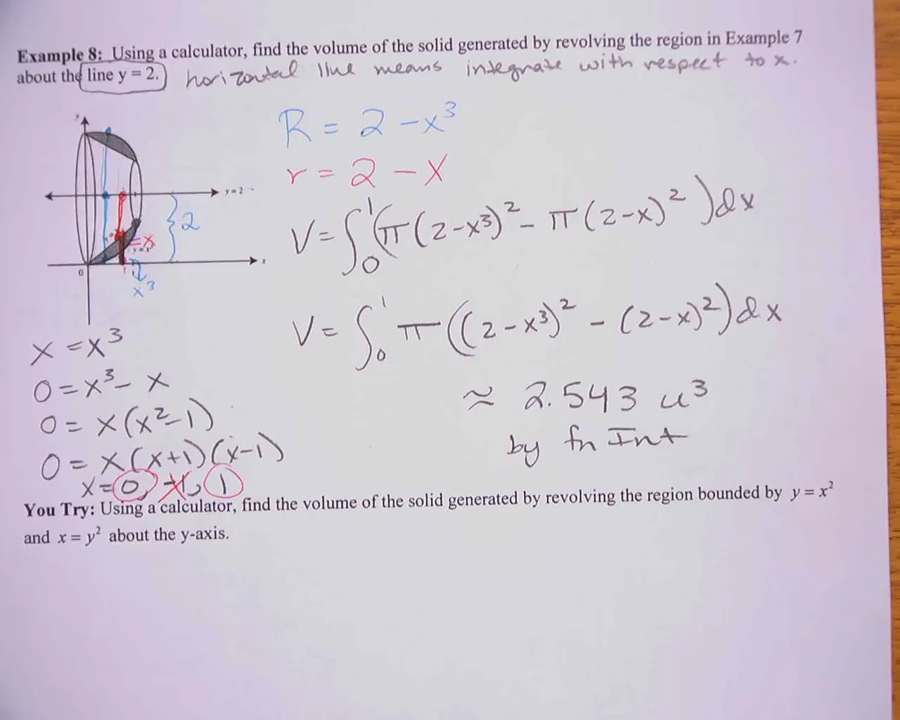 Example 8: Using a calculator, find the volume of the solid generated by revolving the region in Example 7
about the line y = 2. horizontal line means integrate with respect to x.
R = 2 - x³
r = 2 - x
y = 2
2
= x
x³
0
V = ∫₀¹ (π(2-x³)² - π(2-x)²)dx
V = ∫₀¹ π((2-x³)² - (2-x)²)dx
≈ 2.543 u³
by fn Int
x = x³
0 = x³ - x
0 = x(x²-1)
0 = x(x+1)(x-1)
x = 0, -1, 1
You Try: Using a calculator, find the volume of the solid generated by revolving the region bounded by y = x²
and x = y² about the y-axis.